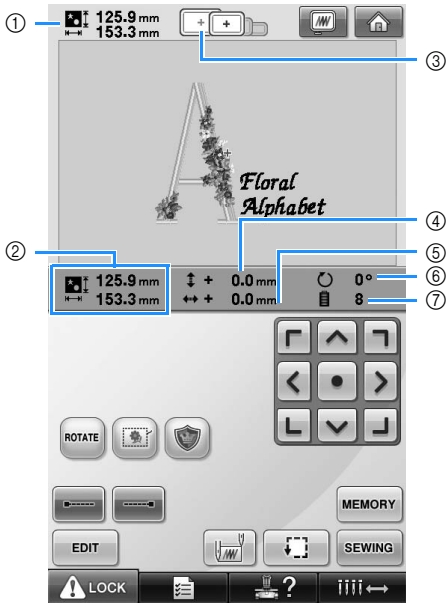 ① 125.9 mm
153.3 mm
③
Floral
Alphabet
② ④
⑤
125.9 mm + 0.0 mm 0° ⑥
153.3 mm + 0.0 mm 8 ⑦
ROTATE
MEMORY
EDIT SEWING
LOCK ?